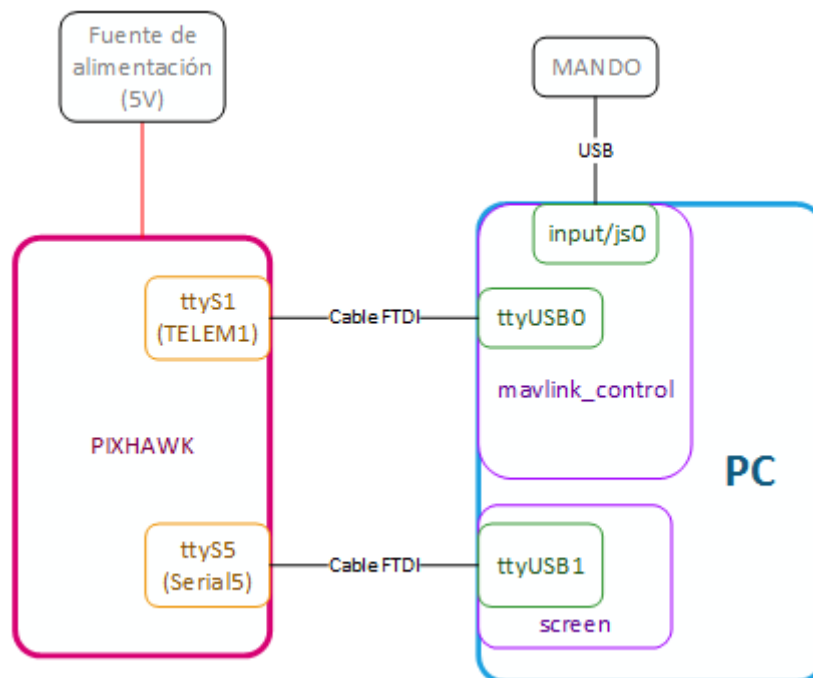 Fuente de
alimentación
(5V)
MANDO
USB
input/js0
ttyS1
(TELEM1)
Cable FTDI
ttyUSB0
mavlink_control
PIXHAWK
PC
ttyS5
(Serial5)
Cable FTDI
ttyUSB1
screen